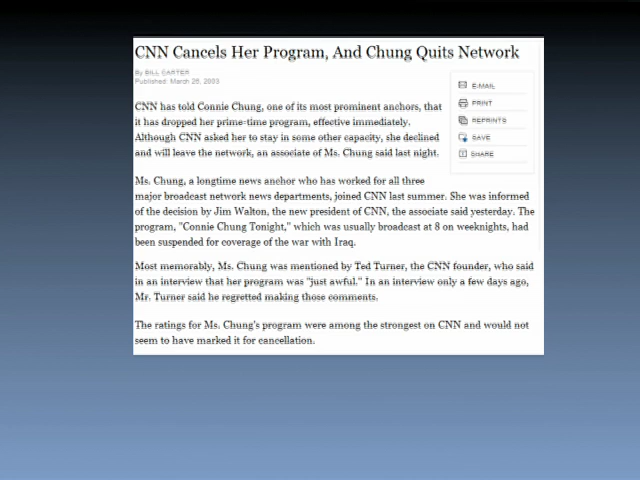 CNN Cancels Her Program, And Chung Quits Network
By BILL CARTER
Published: March 26, 2003
E-MAIL
PRINT
REPRINTS
SAVE
SHARE
CNN has told Connie Chung, one of its most prominent anchors, that
it has dropped her prime-time program, effective immediately.
Although CNN asked her to stay in some other capacity, she declined
and will leave the network, an associate of Ms. Chung said last night.
Ms. Chung, a longtime news anchor who has worked for all three
major broadcast network news departments, joined CNN last summer. She was informed
of the decision by Jim Walton, the new president of CNN, the associate said yesterday. The
program, "Connie Chung Tonight," which was usually broadcast at 8 on weeknights, had
been suspended for coverage of the war with Iraq.
Most memorably, Ms. Chung was mentioned by Ted Turner, the CNN founder, who said
in an interview that her program was "just awful." In an interview only a few days ago,
Mr. Turner said he regretted making those comments.
The ratings for Ms. Chung's program were among the strongest on CNN and would not
seem to have marked it for cancellation.